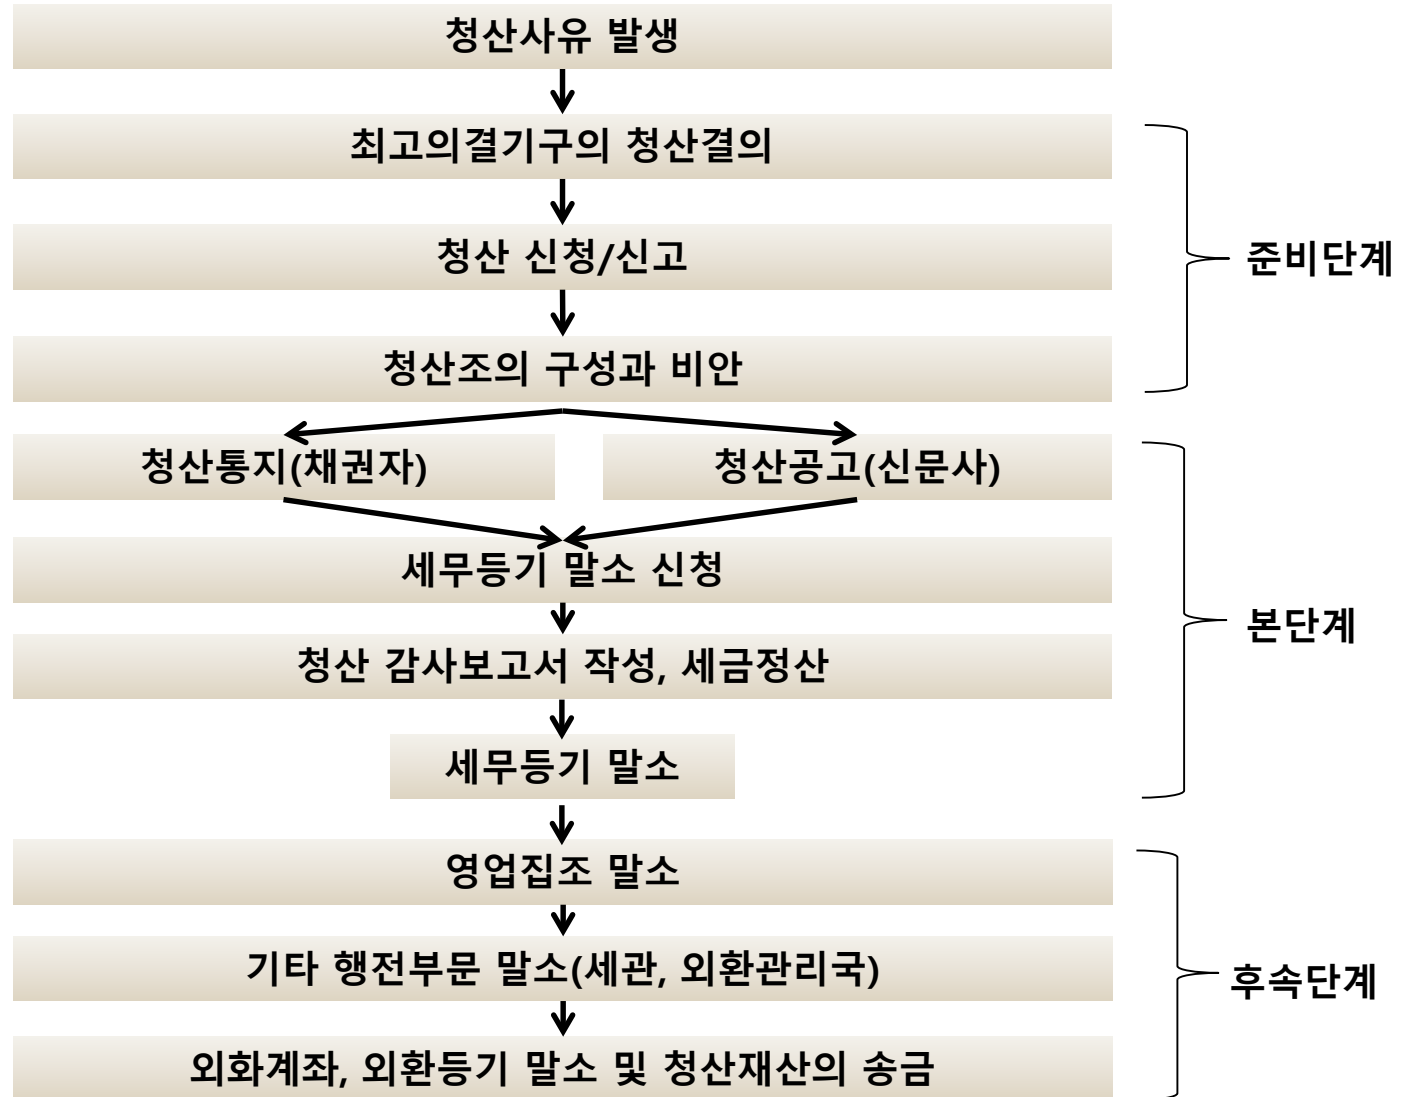 청산사유 발생
최고의결기구의 청산결의
청산 신청/신고
준비단계
청산조의 구성과 비안
청산통지(채권자)
청산공고(신문사)
세무등기 말소 신청
본단계
청산 감사보고서 작성, 세금정산
세무등기 말소
영업집조 말소
기타 행전부문 말소(세관, 외환관리국)
후속단계
외화계좌, 외환등기 말소 및 청산재산의 송금